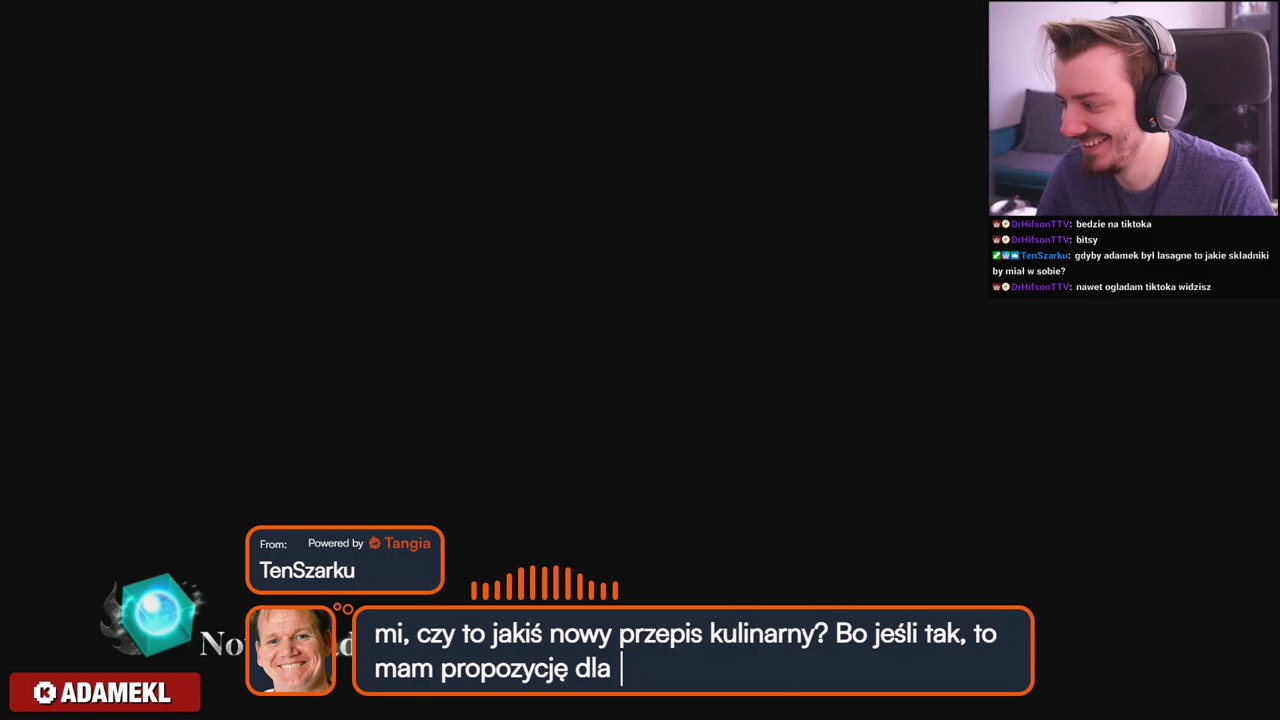 DrHifsonTTV: bedzie na tiktoka
DrHifsonTTV: bitsy
TenSzarku: gdyby adamek byl lasagne to jakie skladniki
by miał w sobie?
DrHifsonTTV: nawet ogladam tiktoka widzisz
From: Powered by Tangia
TenSzarku
mi, czy to jakiś nowy przepis kulinarny? Bo jeśli tak, to
mam propozycję dla
ADAMEKL